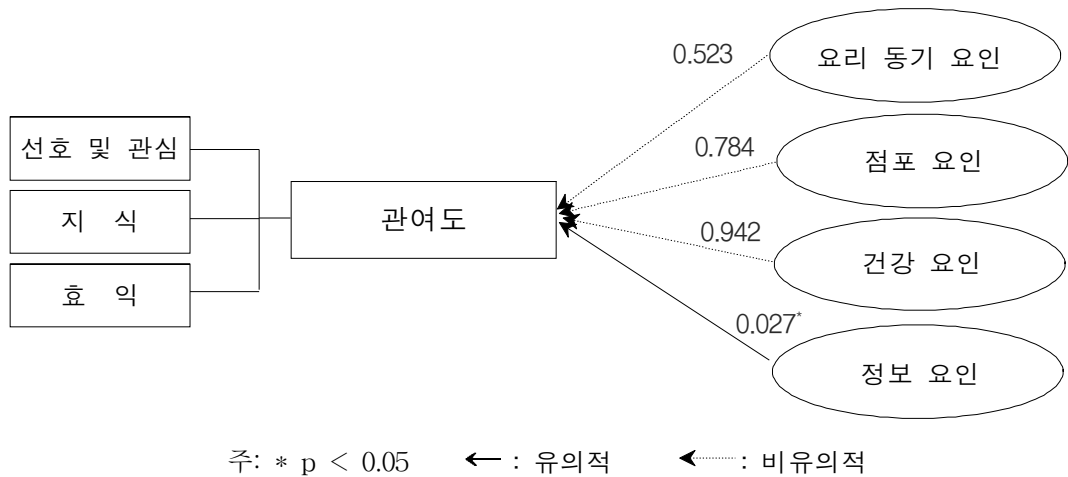 0.523
요리 동기 요인
0.784
점포 요인
선호 및 관심
지 식
관여도
0.942
건강 요인
효 익
0.027*
정보 요인
주: * p < 0.05 : 유의적 : 비유의적